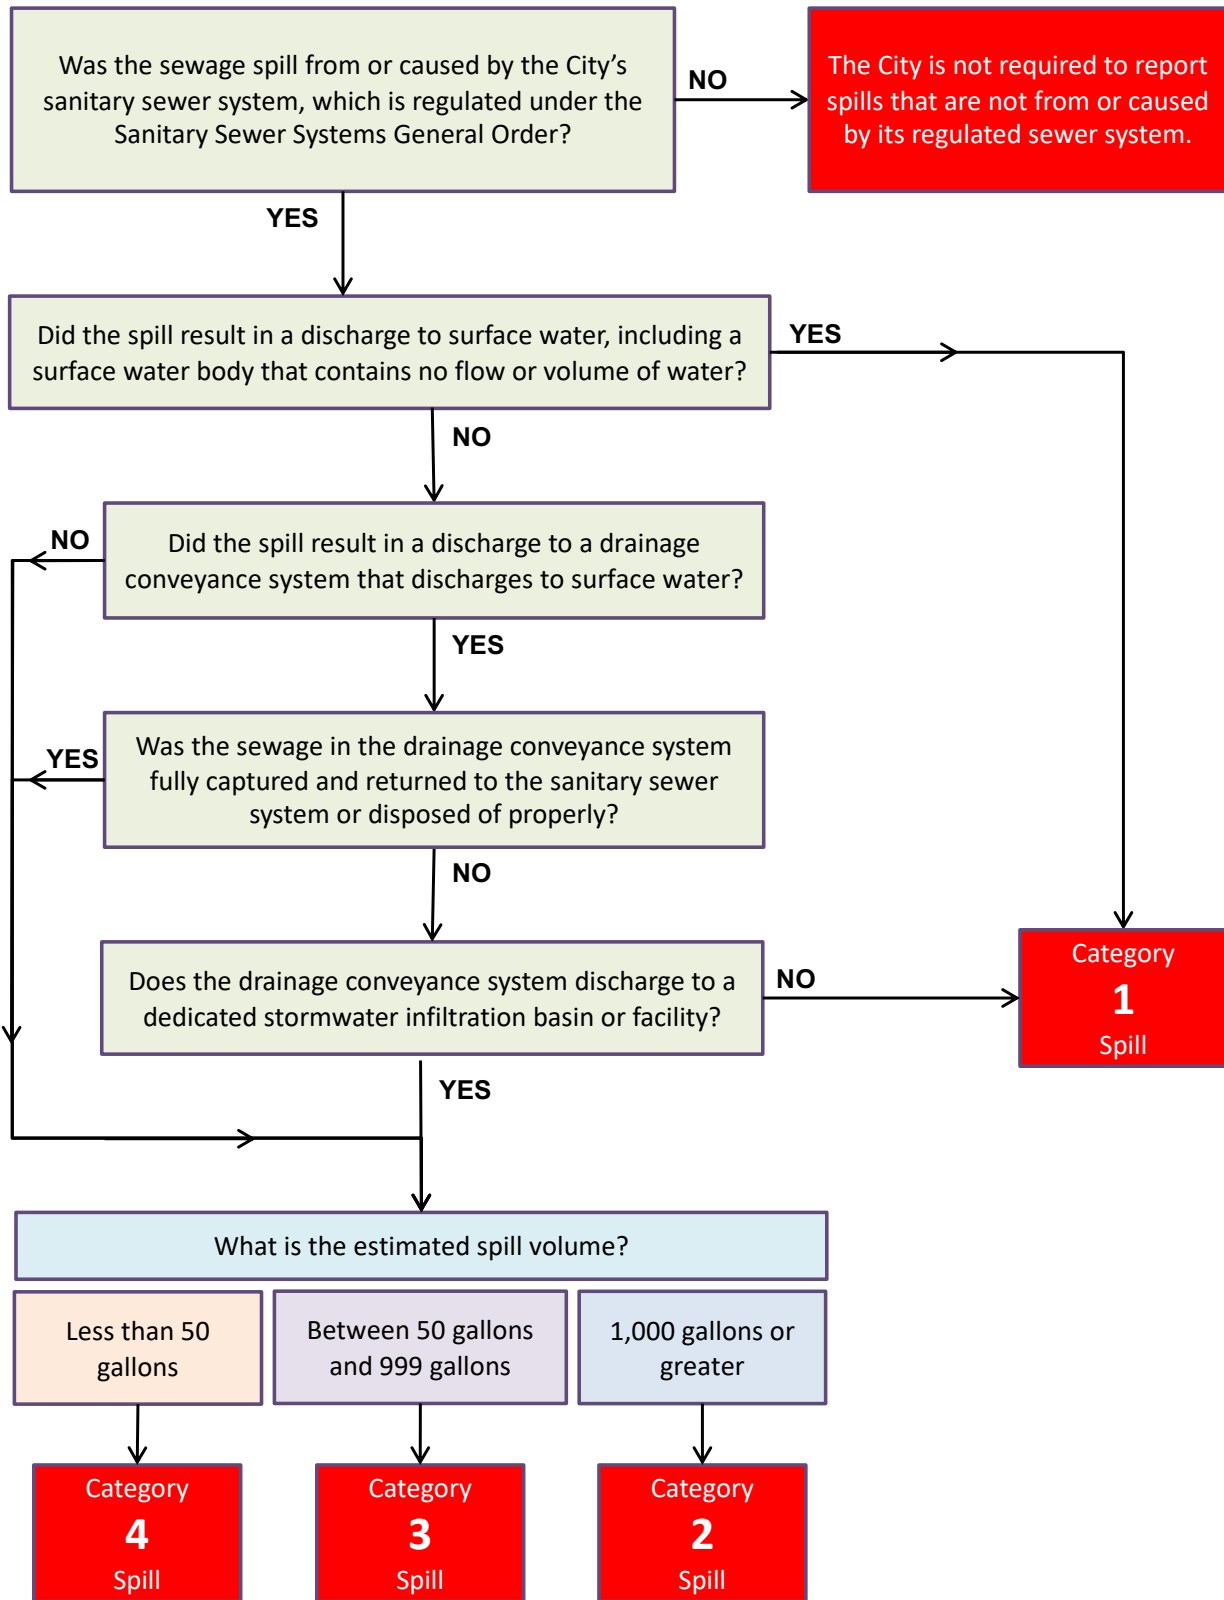 Was the sewage spill from or caused by the City’s
sanitary sewer system, which is regulated under the
Sanitary Sewer Systems General Order?
NO
The City is not required to report
spills that are not from or caused
by its regulated sewer system.
YES
Did the spill result in a discharge to surface water, including a
surface water body that contains no flow or volume of water?
YES
NO
NO
Did the spill result in a discharge to a drainage
conveyance system that discharges to surface water?
YES
YES
Was the sewage in the drainage conveyance system
fully captured and returned to the sanitary sewer
system or disposed of properly?
NO
Does the drainage conveyance system discharge to a
dedicated stormwater infiltration basin or facility?
NO
Category
1
Spill
YES
What is the estimated spill volume?
Less than 50
gallons
Between 50 gallons
and 999 gallons
1,000 gallons or
greater
Category
4
Spill
Category
3
Spill
Category
2
Spill